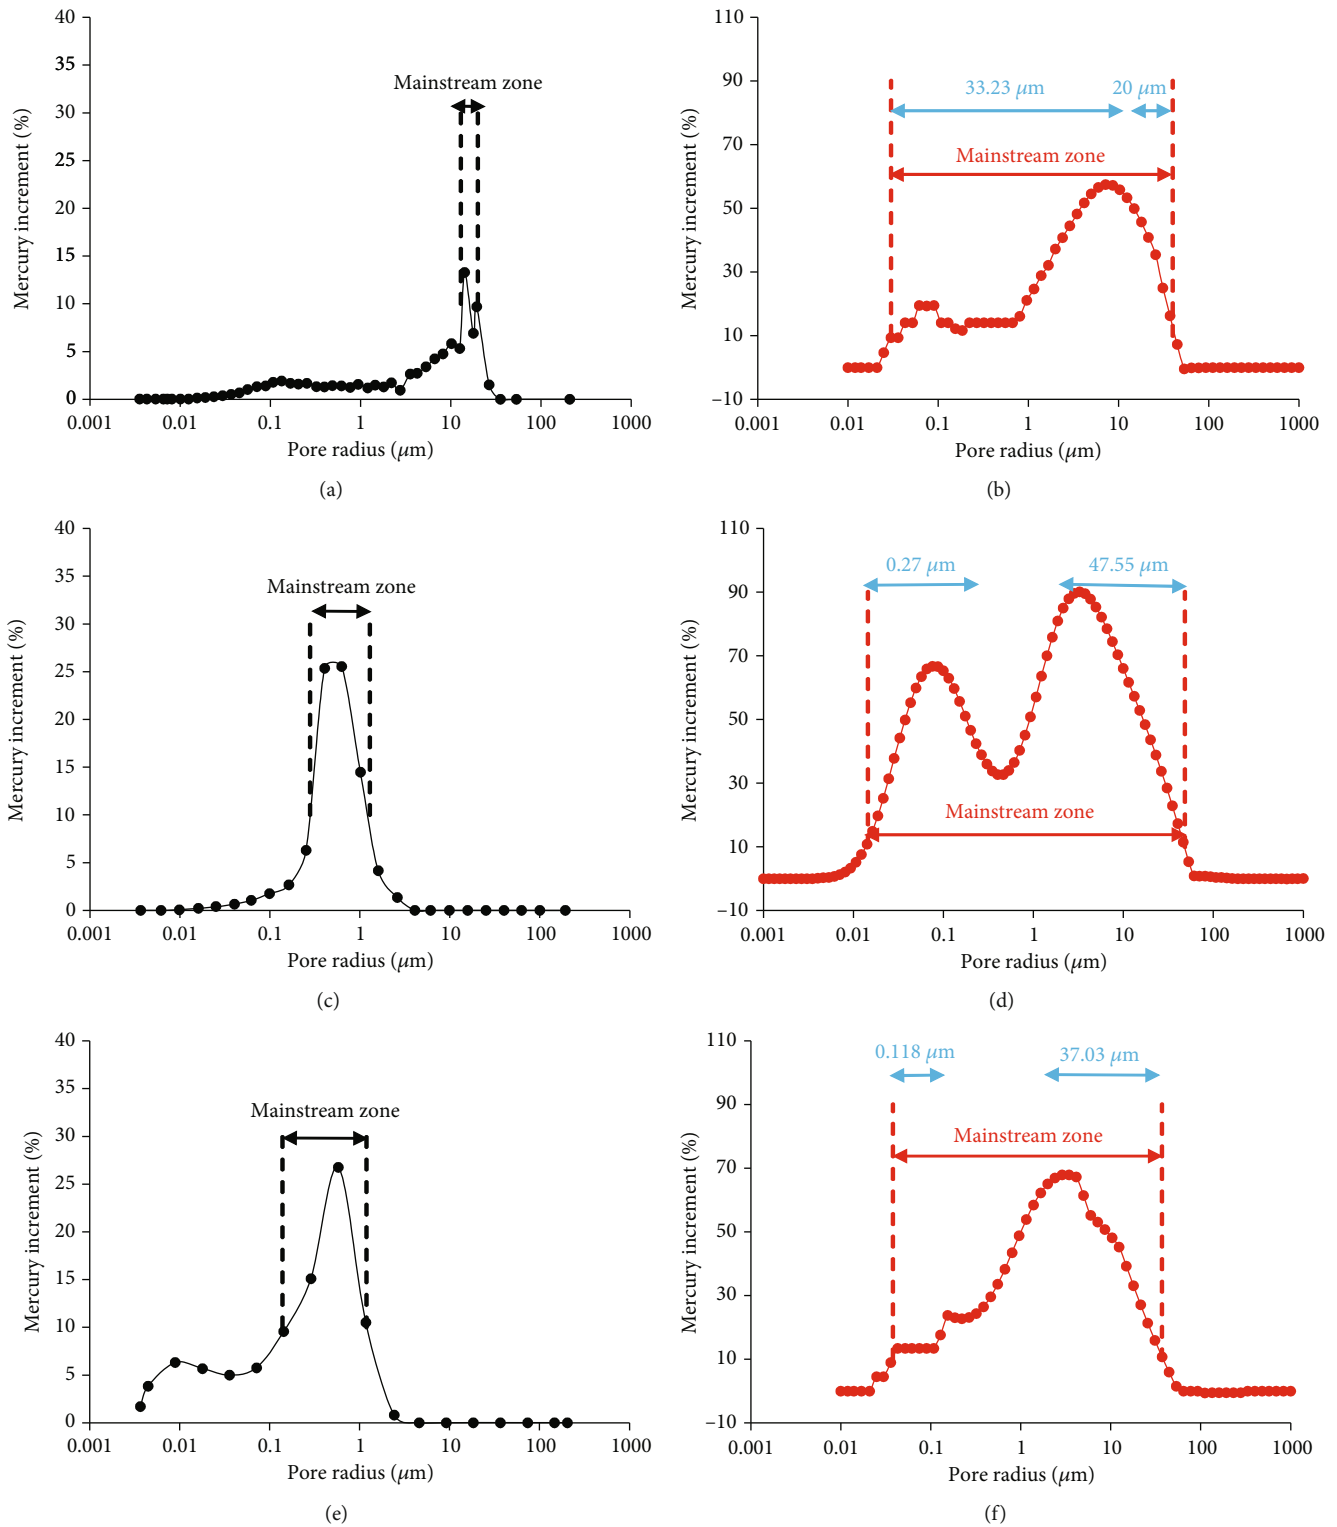 40
35
30
25
20
15
10
5
0
Mercury increment (%)
Mainstream zone
0.001 0.01 0.1 1 10 100 1000
Pore radius (μm)
(a)
110
90
70
50
30
10
−10
Mercury increment (%)
33.23 μm 20 μm
Mainstream zone
0.001 0.01 0.1 1 10 100 1000
Pore radius (μm)
(b)
40
35
30
25
20
15
10
5
0
Mercury increment (%)
Mainstream zone
0.001 0.01 0.1 1 10 100 1000
Pore radius (μm)
(c)
110
90
70
50
30
10
−10
Mercury increment (%)
0.27 μm 47.55 μm
Mainstream zone
0.001 0.01 0.1 1 10 100 1000
Pore radius (μm)
(d)
40
35
30
25
20
15
10
5
0
Mercury increment (%)
Mainstream zone
0.001 0.01 0.1 1 10 100 1000
Pore radius (μm)
(e)
110
90
70
50
30
10
−10
Mercury increment (%)
0.118 μm 37.03 μm
Mainstream zone
0.001 0.01 0.1 1 10 100 1000
Pore radius (μm)
(f)